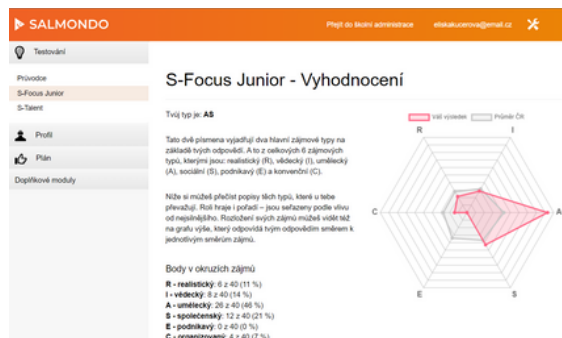 SALMONDO
Přejít do školní administrace
eliskakucerova@email.cz
Testování
Průvodce
S-Focus Junior
S-Talent
Profil
Plán
Doplňkové moduly
S-Focus Junior - Vyhodnocení
Tvůj typ je: AS
Tato dvě písmena vyjadřují dva hlavní zájmové typy na
základě tvých odpovědí. A to z celkových 6 zájmových
typů, kterými jsou: realistický (R), vědecký (I), umělecký
(A), sociální (S), podnikavý (E) a konvenční (C).
Níže si můžeš přečíst popisy těch typů, které u tebe
převažují. Roli hraje i pořadí – jsou seřazeny podle vlivu
od nejsilnějšího. Rozložení svých zájmů můžeš vidět též
na grafu výše, který odpovídá tvým odpovědím směrem k
jednotlivým směrům zájmů.
Body v okruzích zájmů
R - realistický: 6 z 40 (11 %)
I - vědecký: 8 z 40 (14 %)
A - umělecký: 26 z 40 (46 %)
S - společenský: 12 z 40 (21 %)
E - podnikavý: 0 z 40 (0 %)
C - organizovaný: 4 z 40 (7 %)
Váš výsledek
Průměr ČR
R
I
C
A
E
S